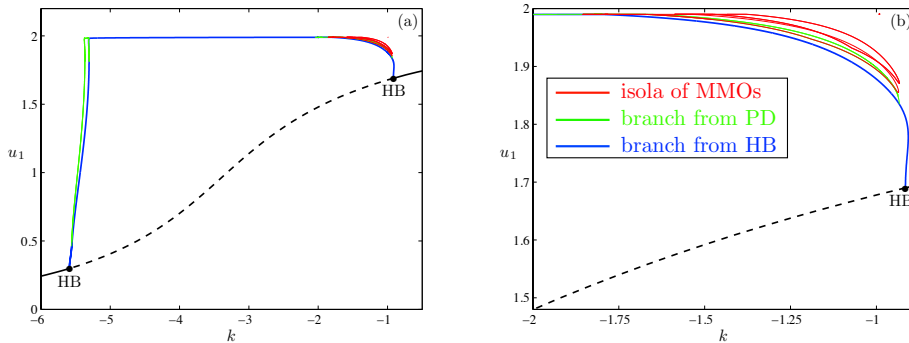 (a)
2
1.5
u1
1
0.5
0
HB
HB
−6
−5
−4
−3
−2
−1
k
(b)
2
1.9
1.8
u1
1.7
1.6
1.5
isola of MMOs
branch from PD
branch from HB
HB
−2
−1.75
−1.5
−1.25
−1
k